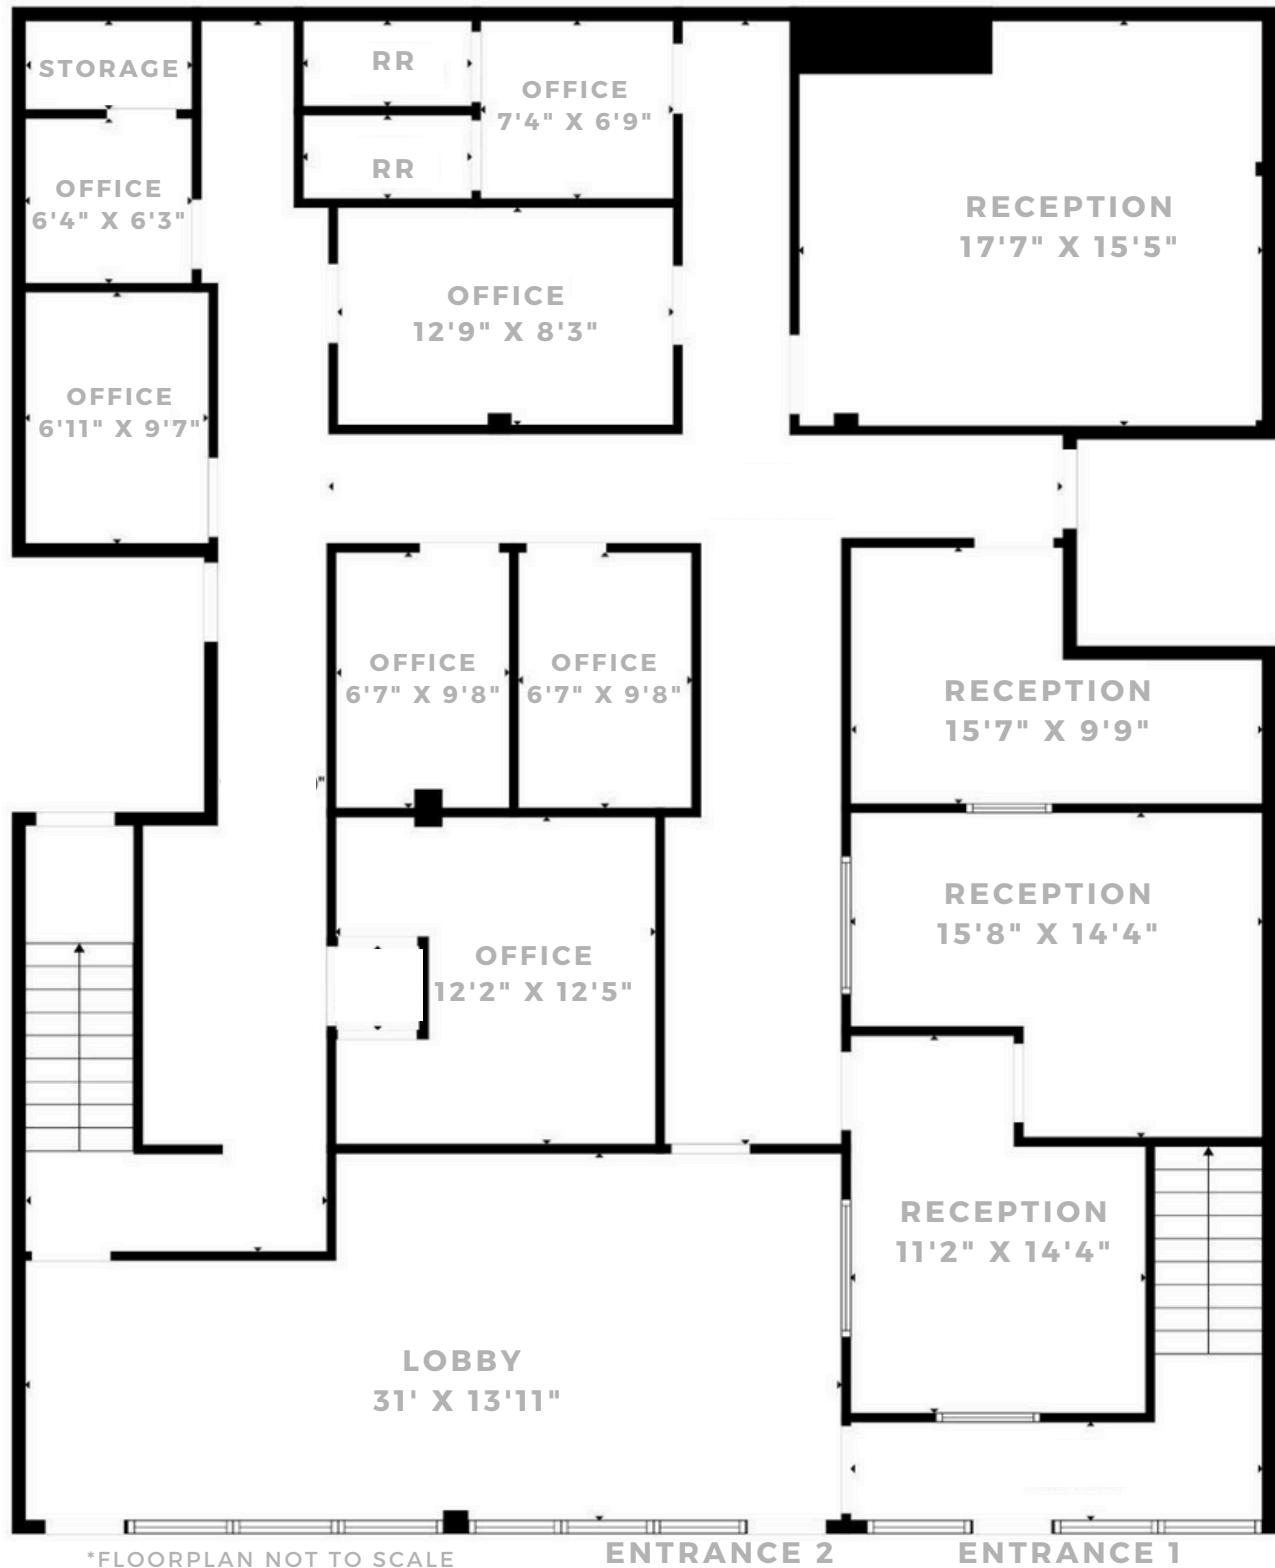 STORAGE
RR
OFFICE
7'4" X 6'9"
RR
OFFICE
6'4" X 6'3"
RECEPTION
17'7" X 15'5"
OFFICE
12'9" X 8'3"
OFFICE
6'11" X 9'7"
OFFICE
6'7" X 9'8"
OFFICE
6'7" X 9'8"
RECEPTION
15'7" X 9'9"
RECEPTION
15'8" X 14'4"
OFFICE
12'2" X 12'5"
RECEPTION
11'2" X 14'4"
LOBBY
31' X 13'11"
*FLOORPLAN NOT TO SCALE
ENTRANCE 2
ENTRANCE 1